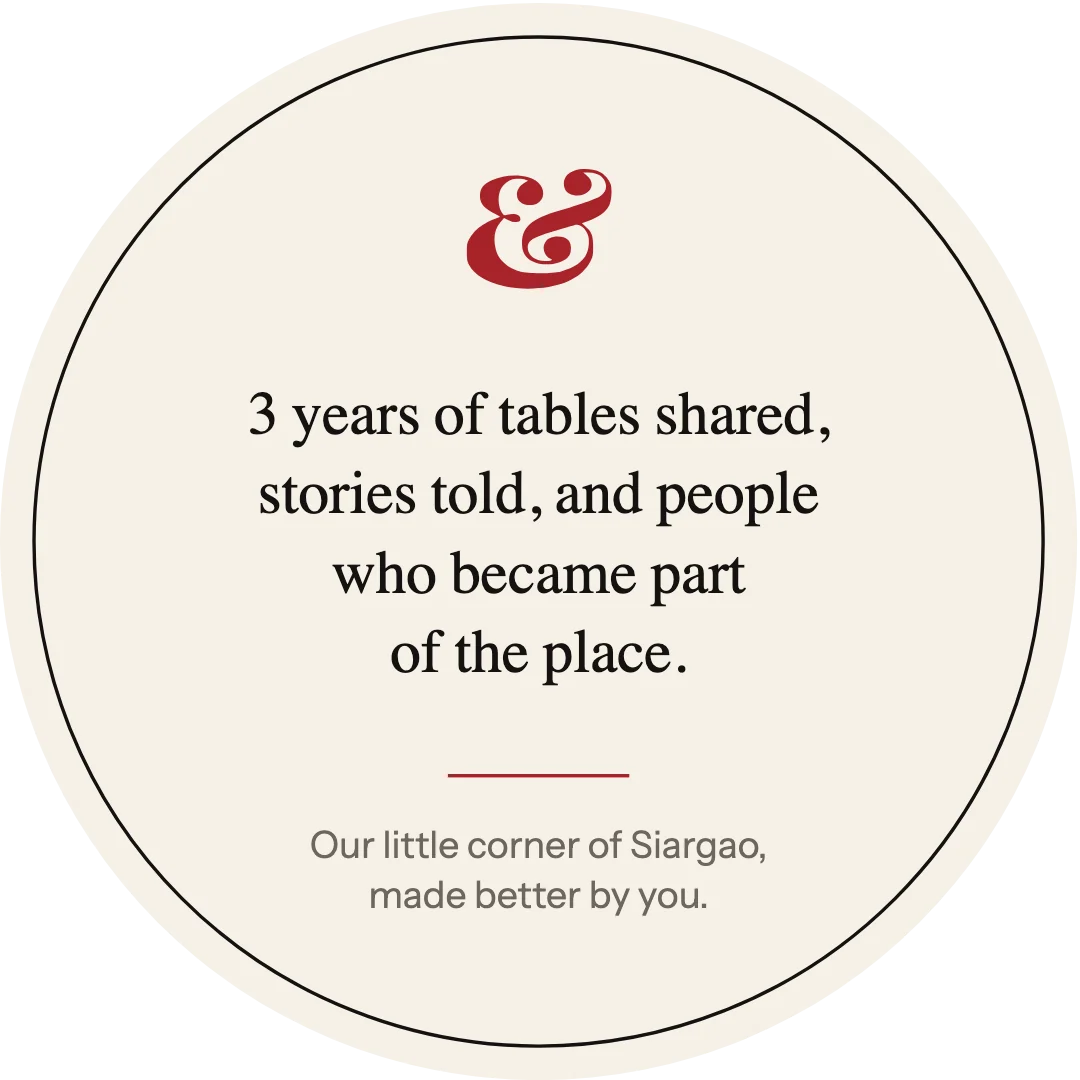 &
3 years of tables shared,
stories told, and people
who became part
of the place.
Our little corner of Siargao,
made better by you.